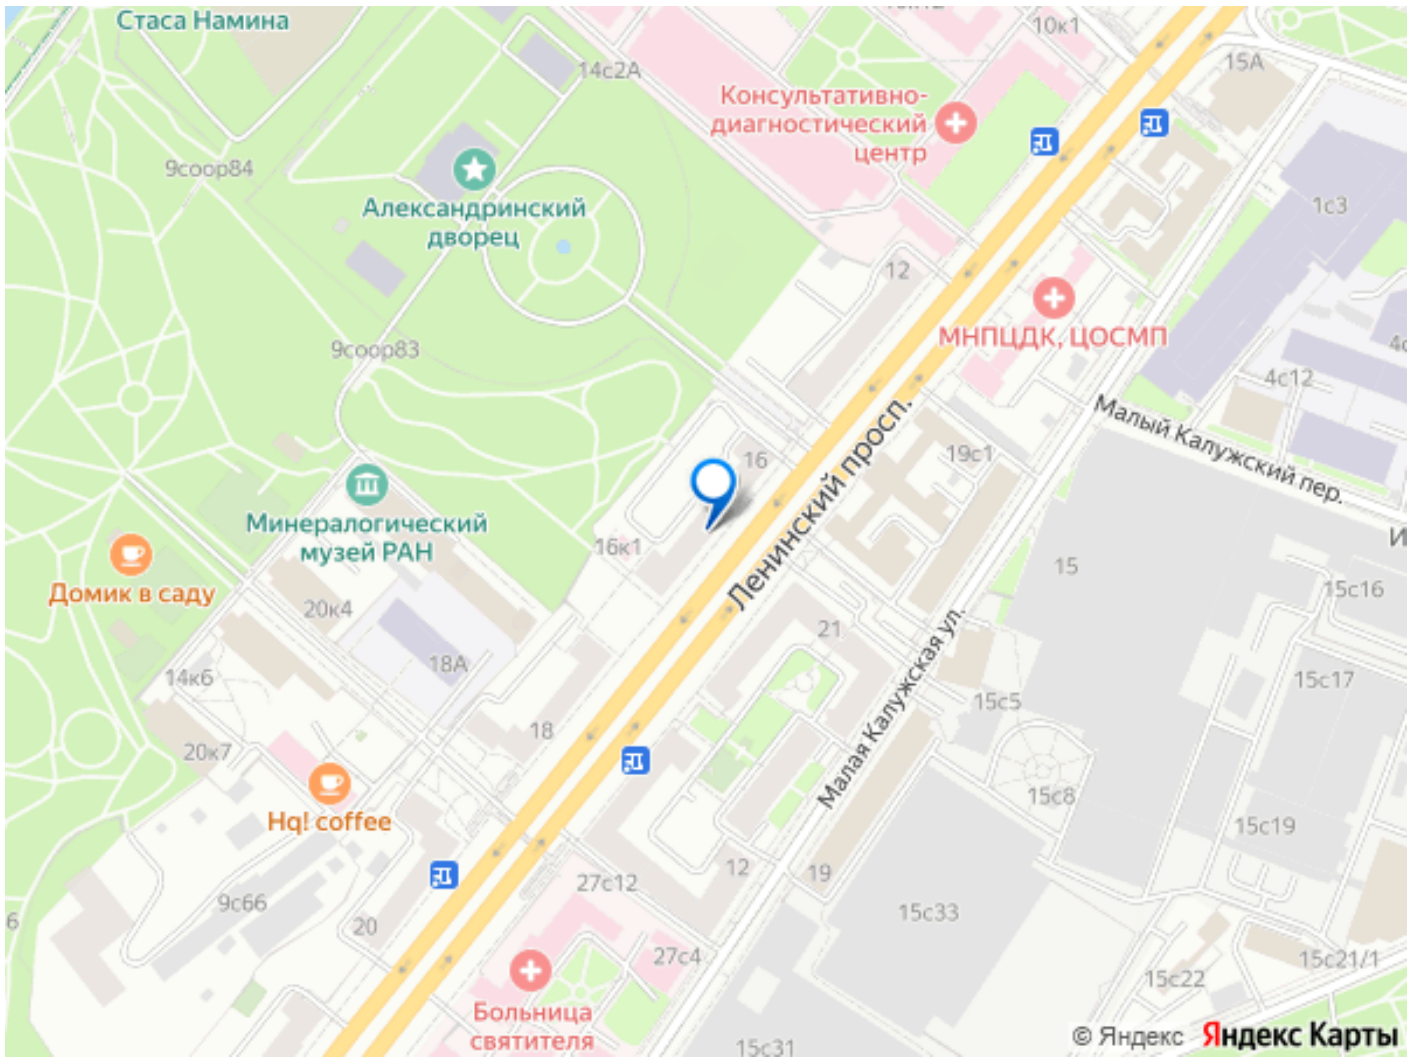 Стаса Намина
10к1
15А
14с2А
Консультативно-
диагностический
центр
9соор84
Александринский
дворец
1с3
12
МНПЦДК, ЦОСМП
9соор83
4с12
Малый Калужский пер.
Ленинский просп.
16
19с1
Минералогический
музей РАН
16к1
Домик в саду
20к4
15
15с16
18А
21
14к6
Малая Калужская ул.
15с5
15с17
18
20к7
15с8
Hq! coffee
15с19
12
19
27с12
9с66
20
15с33
27с4
15с22
15с21/1
Больница
святителя
15с31
© Яндекс Яндекс Карты